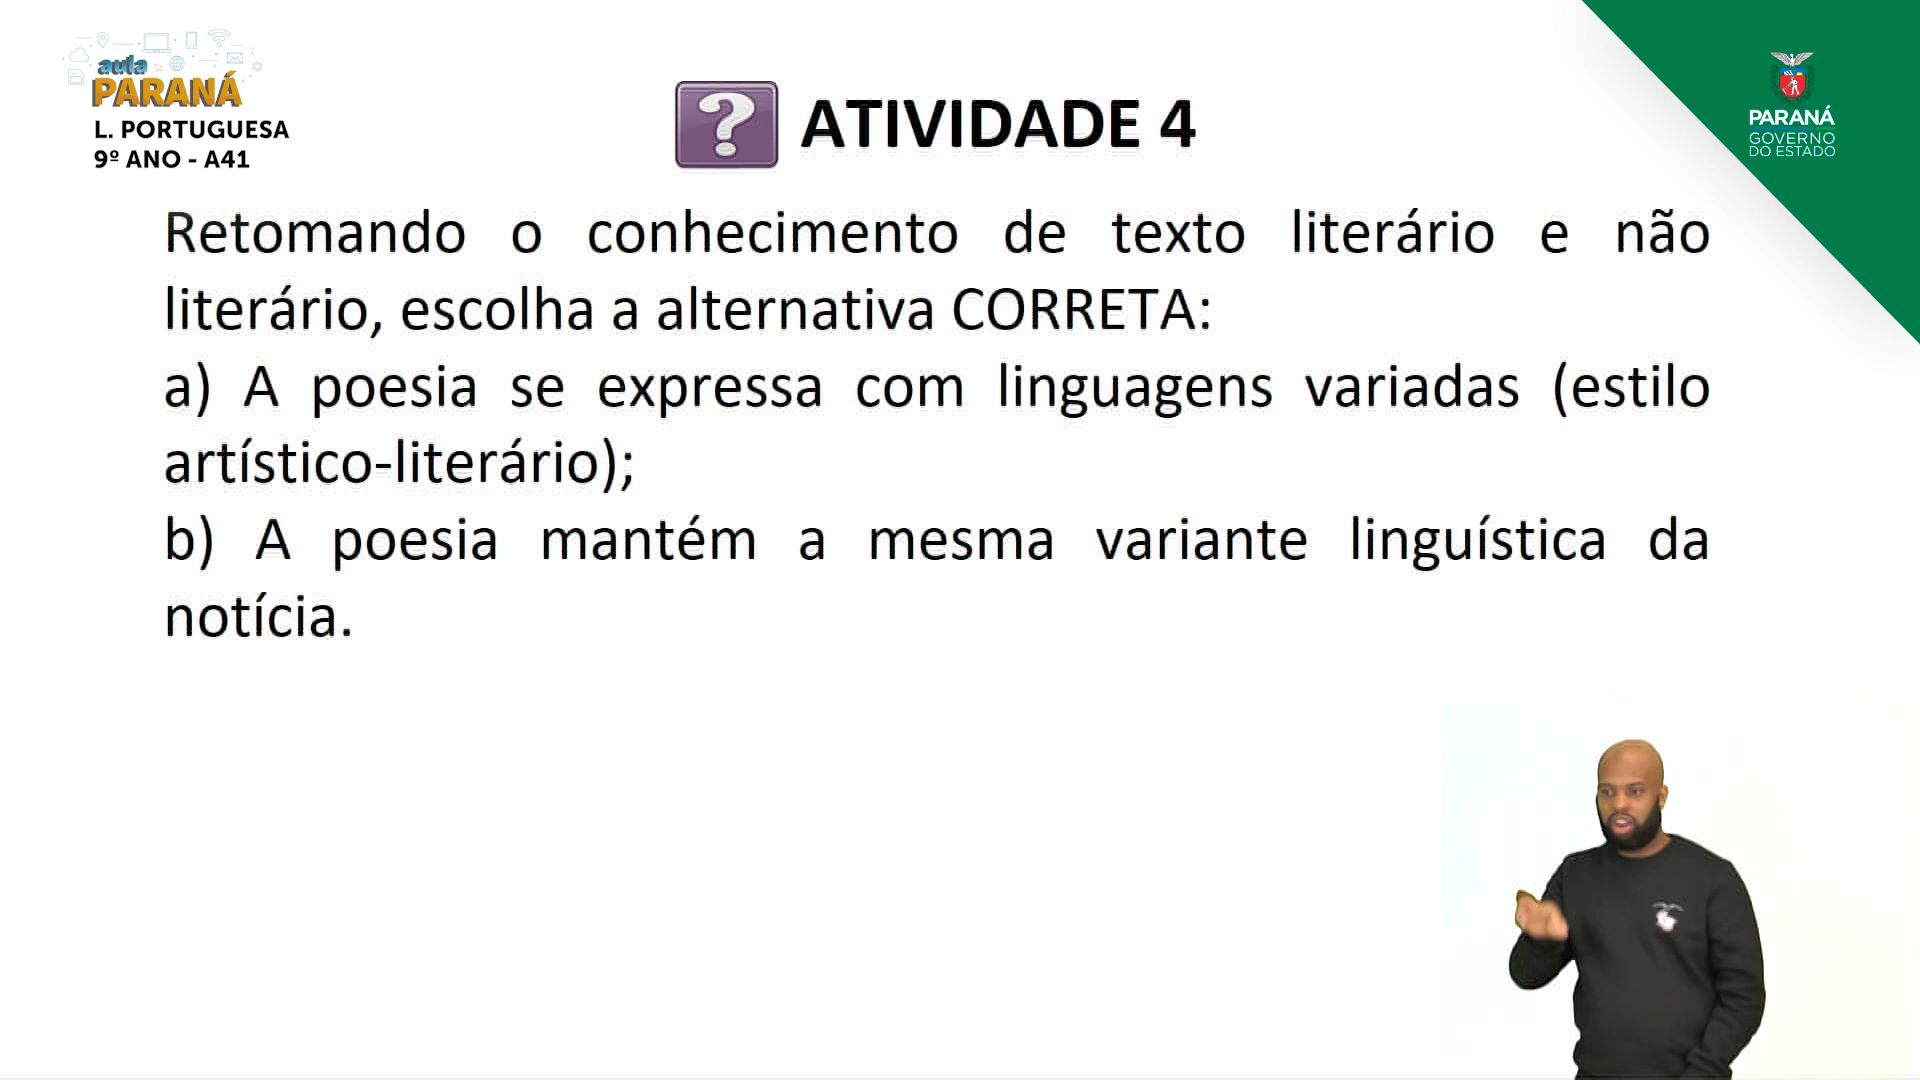 aula
PARANÁ
L. PORTUGUESA
9º ANO - A41
? ATIVIDADE 4
PARANÁ
GOVERNO
DO ESTADO
Retomando o conhecimento de texto literário e não
literário, escolha a alternativa CORRETA:
a) A poesia se expressa com linguagens variadas (estilo
artístico-literário);
b) A poesia mantém a mesma variante linguística da
notícia.